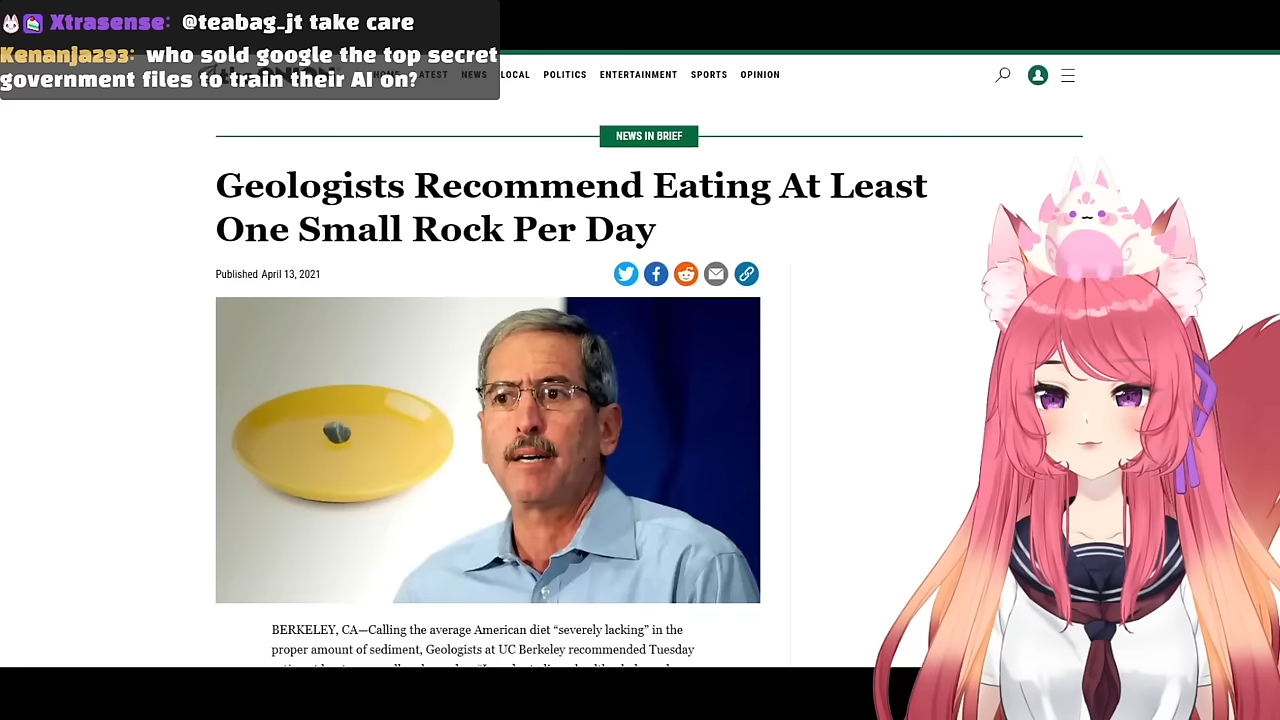 Xtrasense: @teabag_jt take care
Kenanja293: who sold google the top secret
government files to train their AI on?
LATEST NEWS LOCAL POLITICS ENTERTAINMENT SPORTS OPINION
NEWS IN BRIEF
Geologists Recommend Eating At Least
One Small Rock Per Day
Published April 13, 2021
BERKELEY, CA—Calling the average American diet “severely lacking” in the
proper amount of sediment, Geologists at UC Berkeley recommended Tuesday